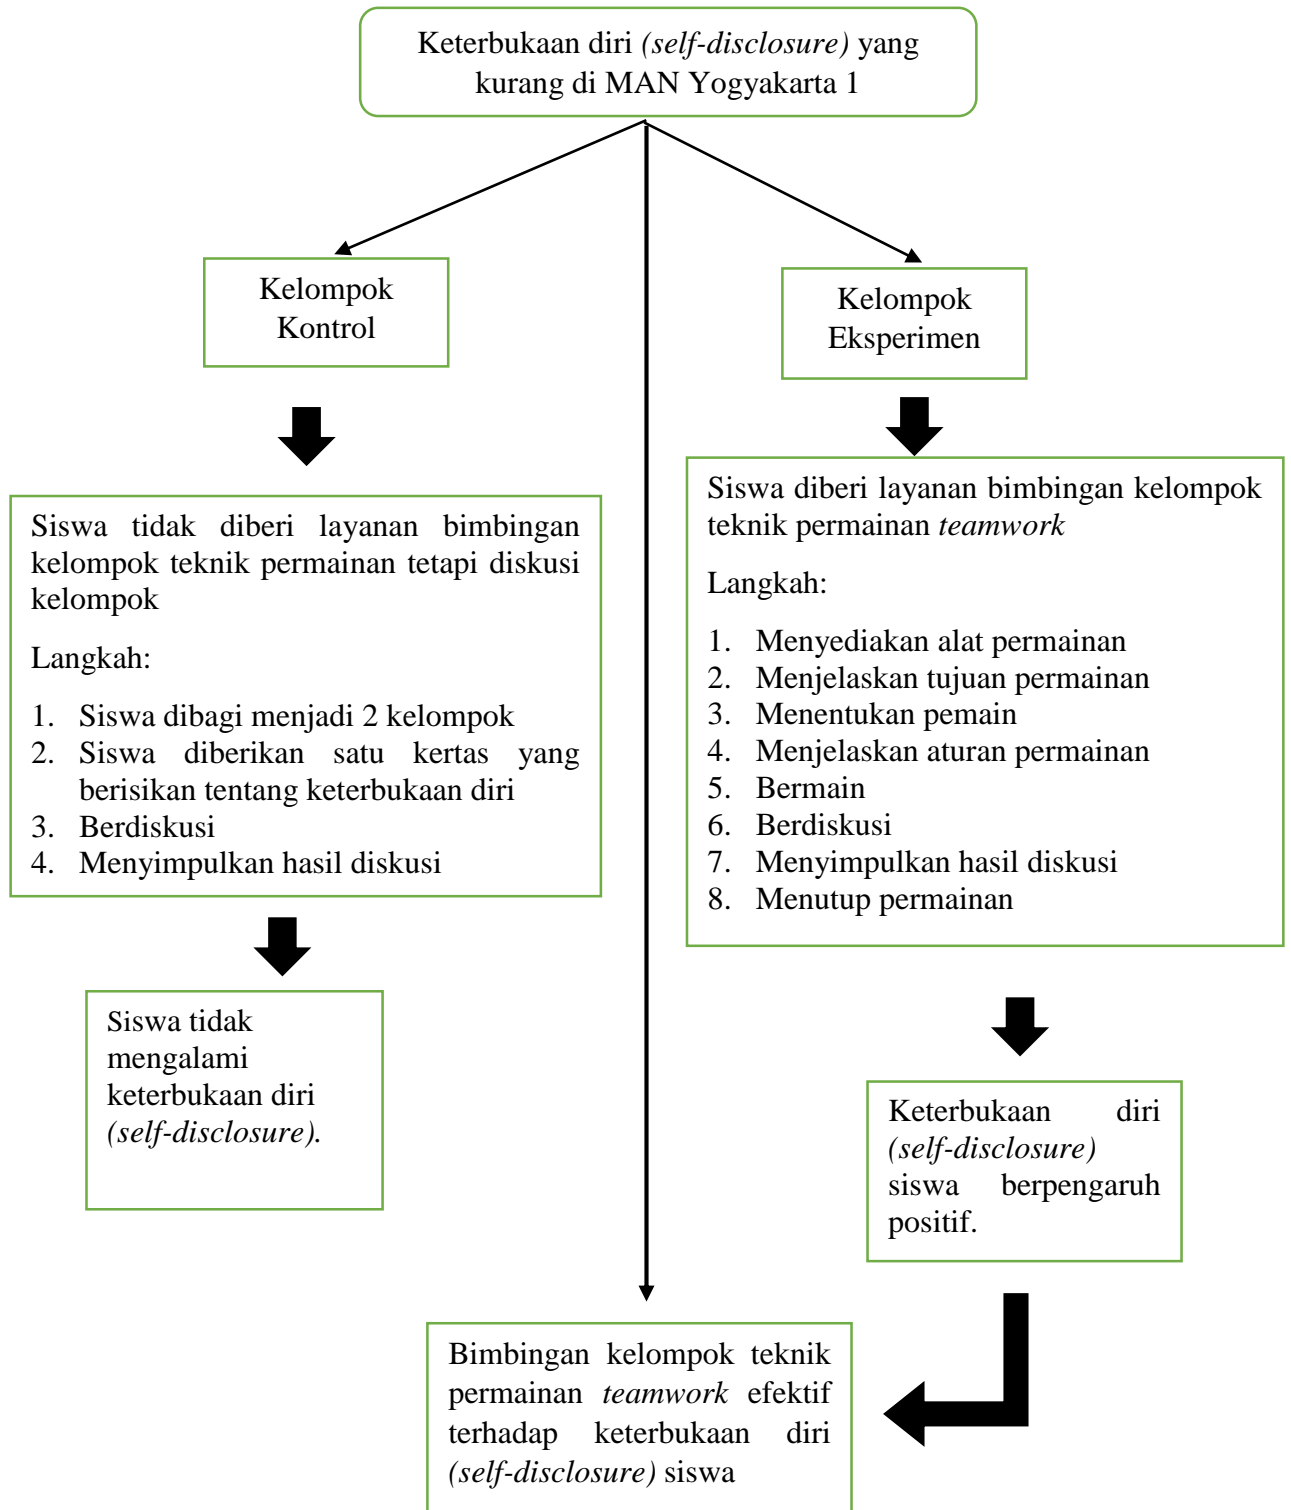 Keterbukaan diri (self-disclosure) yang
kurang di MAN Yogyakarta 1
Kelompok
Kontrol
Kelompok
Eksperimen
Siswa tidak diberi layanan bimbingan
kelompok teknik permainan tetapi diskusi
kelompok
Langkah:
1. Siswa dibagi menjadi 2 kelompok
2. Siswa diberikan satu kertas yang
berisikan tentang keterbukaan diri
3. Berdiskusi
4. Menyimpulkan hasil diskusi
Siswa diberi layanan bimbingan kelompok
teknik permainan teamwork
Langkah:
1. Menyediakan alat permainan
2. Menjelaskan tujuan permainan
3. Menentukan pemain
4. Menjelaskan aturan permainan
5. Bermain
6. Berdiskusi
7. Menyimpulkan hasil diskusi
8. Menutup permainan
Siswa tidak
mengalami
keterbukaan diri
(self-disclosure).
Keterbukaan diri
(self-disclosure)
siswa berpengaruh
positif.
Bimbingan kelompok teknik
permainan teamwork efektif
terhadap keterbukaan diri
(self-disclosure) siswa